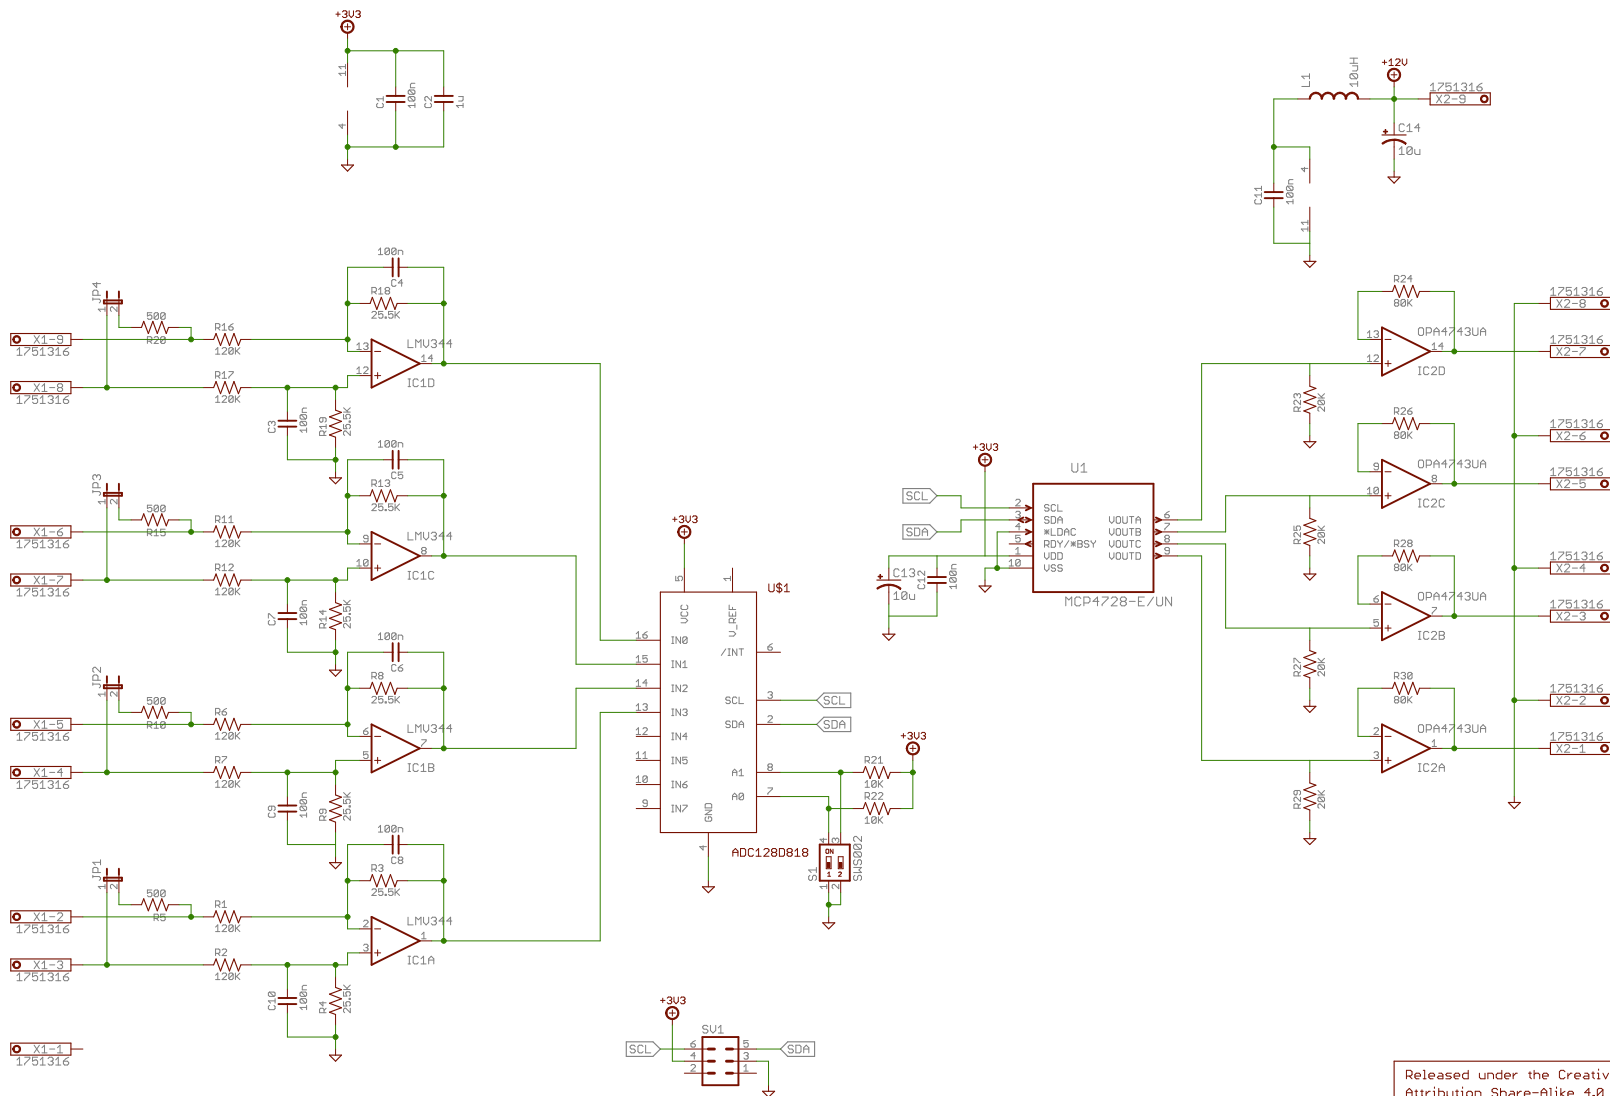 +3V3
11
4
C1
100n
C2
1u
L1
10uH
+12V
1751316
X2-9
C14
10u
C11
100n
4
11
JP4
1
2
500
R20
X1-9
1751316
X1-8
1751316
R16
120K
R17
120K
C3
100n
R19
25.5K
100n
C4
R18
25.5K
LMV344
13
12
14
IC1D
JP3
1
2
500
R15
X1-6
1751316
X1-7
1751316
R11
120K
R12
120K
C7
100n
R14
25.5K
100n
C5
R13
25.5K
LMV344
9
10
8
IC1C
JP2
1
2
500
R10
X1-5
1751316
X1-4
1751316
R6
120K
R7
120K
C9
100n
R9
25.5K
100n
C6
R8
25.5K
LMV344
6
5
7
IC1B
JP1
1
2
500
R5
X1-2
1751316
X1-3
1751316
R1
120K
R2
120K
C10
100n
R4
25.5K
100n
C8
R3
25.5K
LMV344
2
3
1
IC1A
X1-1
1751316
+3V3
5
1
U$1
VCC
V_REF
16 IN0
15 IN1
14 IN2
13 IN3
12 IN4
11 IN5
10 IN6
9 IN7
/INT 6
SCL 3 SCL
SDA 2 SDA
A1 8
A0 7
GND
4
ADC128D818
+3V3
R21
10K
R22
10K
4
3
ON
1 2
S1
SWS002
1
2
+3V3
SV1
SCL
6
4
2
5
3
1
SDA
+3V3
U1
SCL
SDA
2 SCL
3 SDA
4 *LDAC
5 RDY/*BSY
1 VDD
10 VSS
VOUTA 6
VOUTB 7
VOUTC 8
VOUTD 9
MCP4728-E/UN
C13
10u
C12
100n
R24
80K
OPA4743UA
13
12
14
IC2D
R23
20K
R26
80K
OPA4743UA
9
10
8
IC2C
R25
20K
R28
80K
OPA4743UA
6
5
7
IC2B
R27
20K
R30
80K
OPA4743UA
2
3
1
IC2A
R29
20K
1751316
X2-8
1751316
X2-7
1751316
X2-6
1751316
X2-5
1751316
X2-4
1751316
X2-3
1751316
X2-2
1751316
X2-1
Released under the Creativ
Attribution Share-Alike 4.0